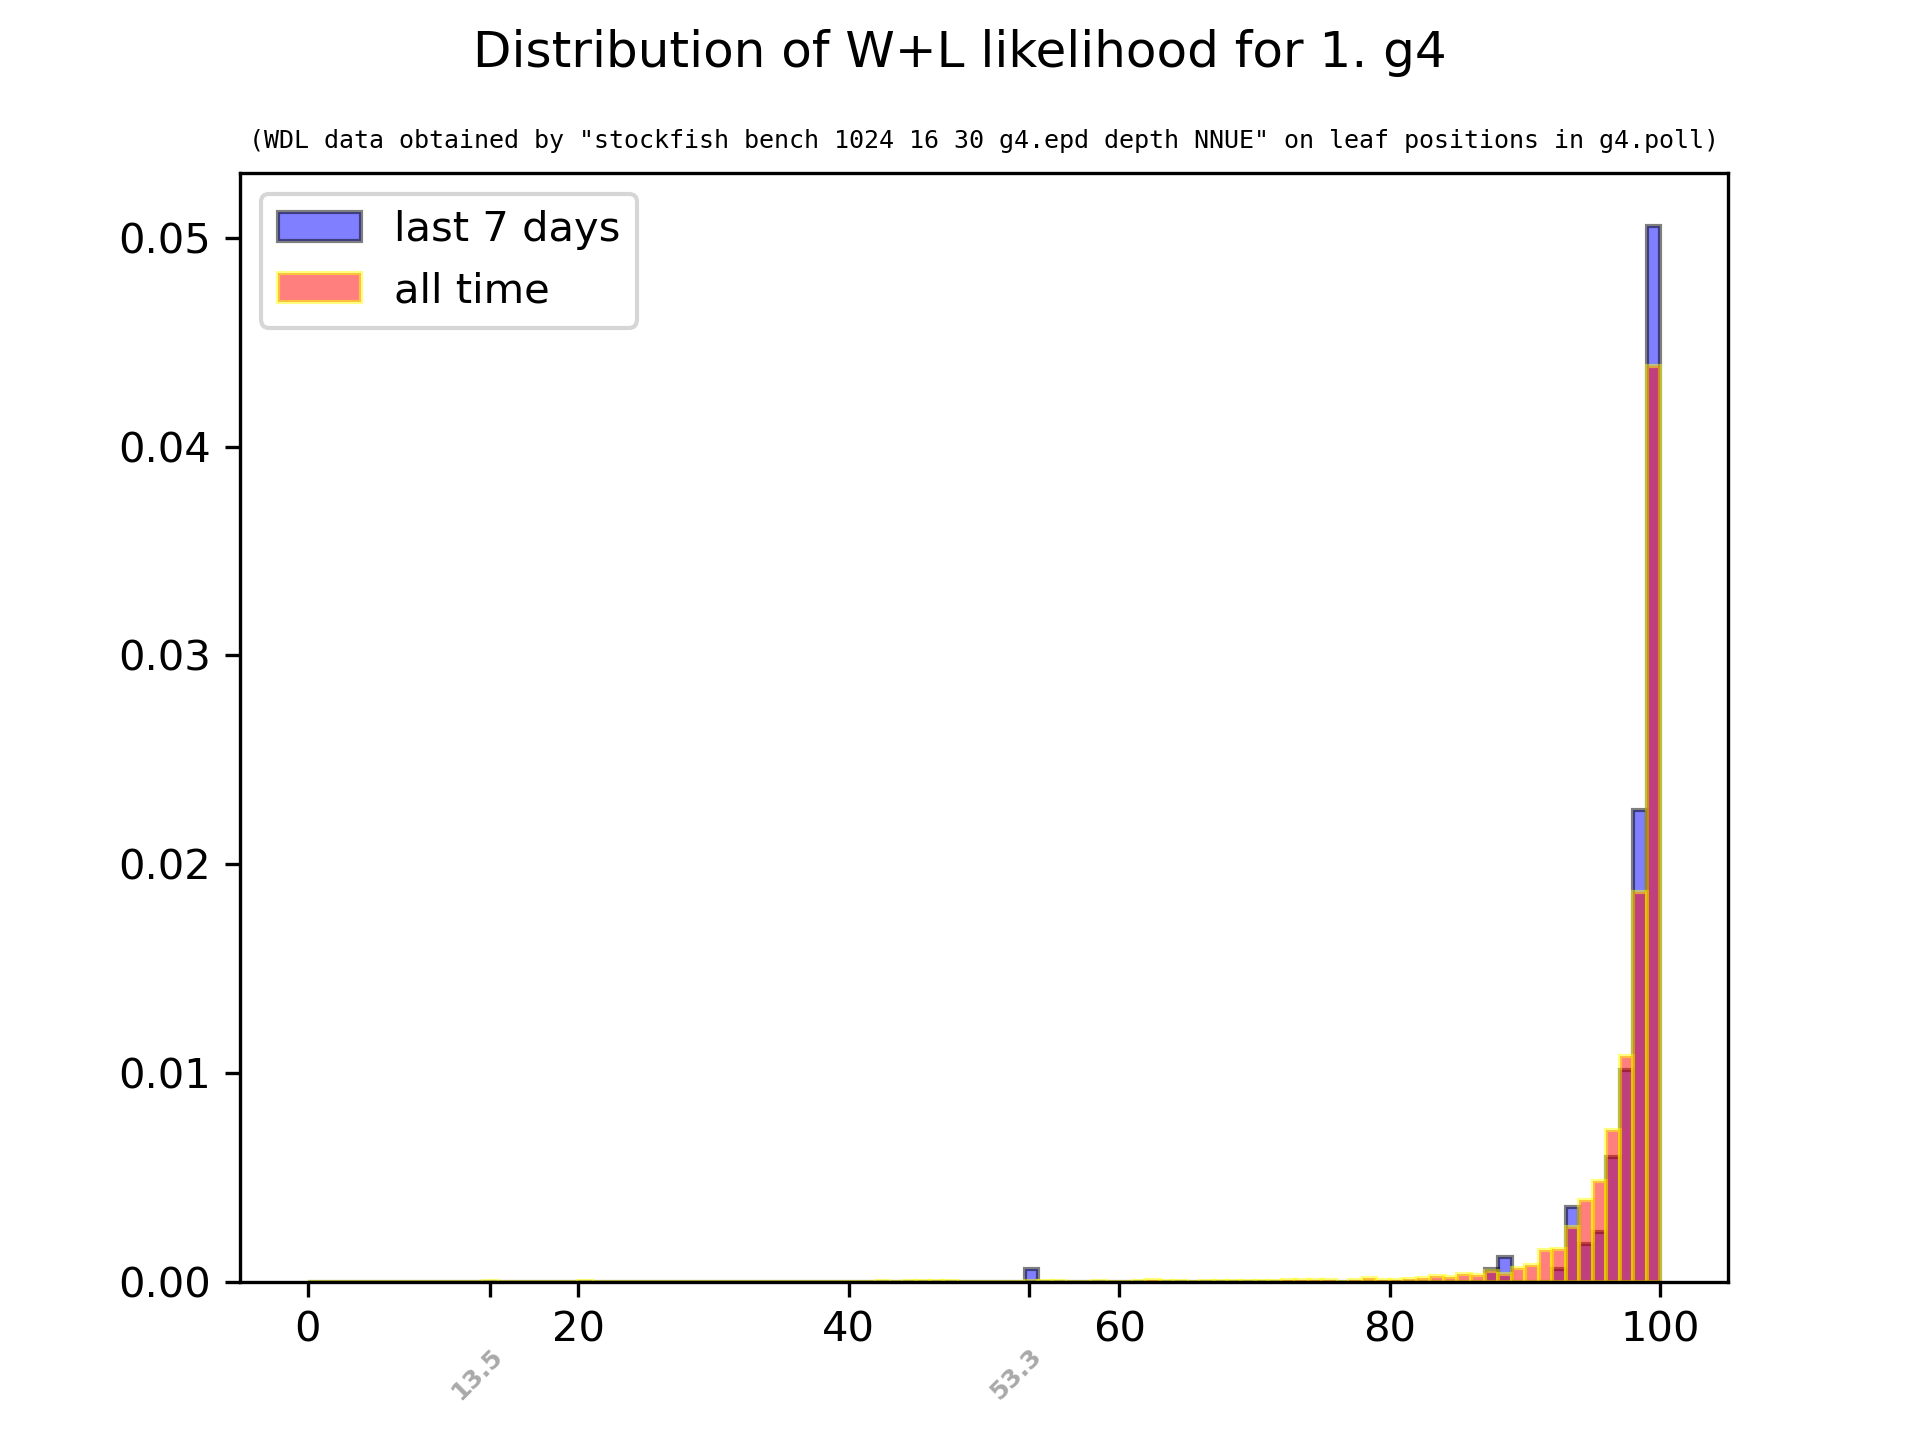 Distribution of W+L likelihood for 1. g4
(WDL data obtained by "stockfish bench 1024 16 30 g4.epd depth NNUE" on leaf positions in g4.poll)
last 7 days
all time
0.05
0.04
0.03
0.02
0.01
0.00
0 20 40 60 80 100
13.5 53.3